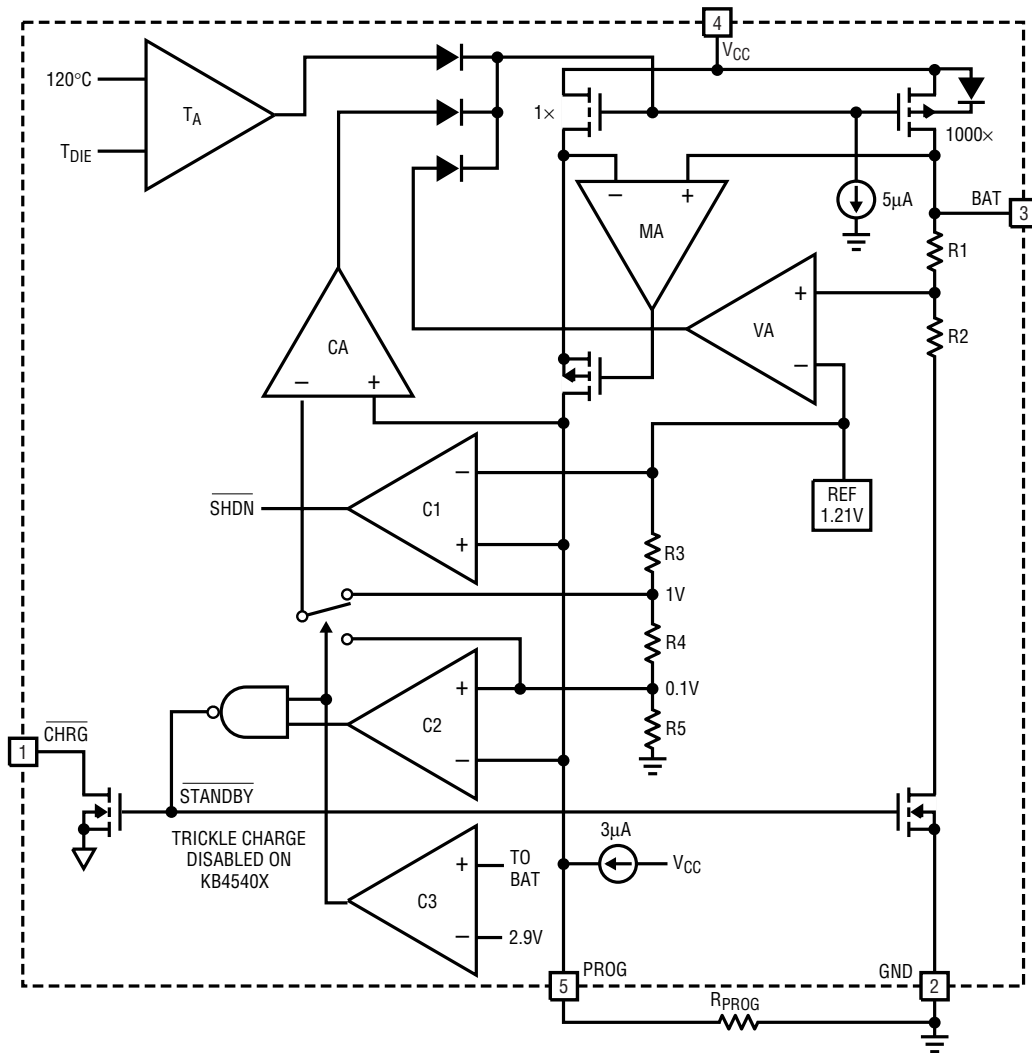 4
VCC
120°C
TA
TDIE
1×
1000×
– +
MA
5µA
BAT
3
R1
+
VA
–
R2
CA
– +
REF
1.21V
SHDN
–
C1
+
R3
1V
R4
0.1V
R5
+
C2
–
CHRG
1
STANDBY
TRICKLE CHARGE
DISABLED ON
KB4540X
3µA
VCC
+
C3
–
TO
BAT
2.9V
PROG
5
GND
2
RPROG